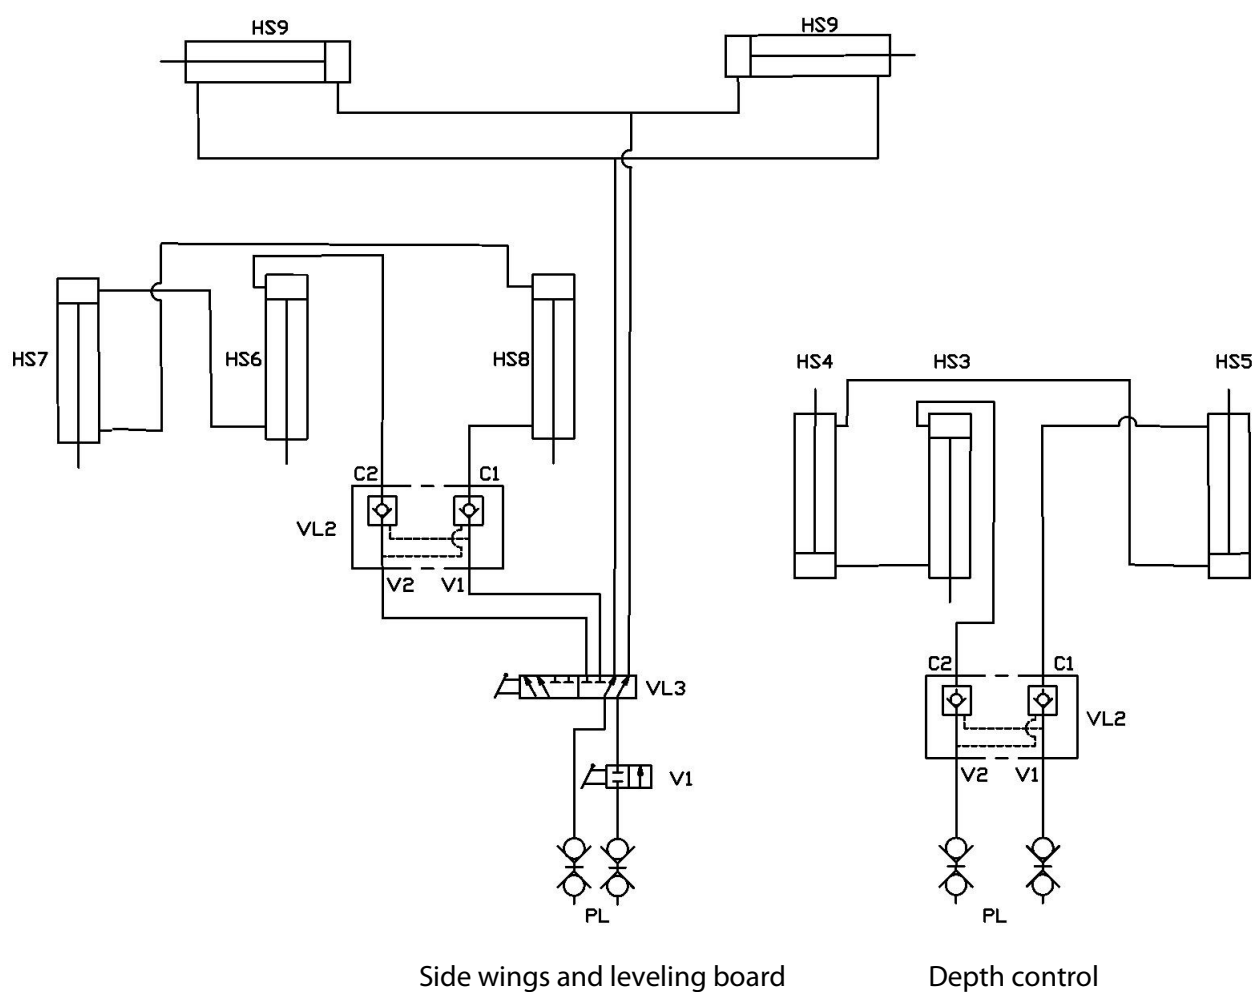 HS9
HS9
HS7
HS6
HS8
HS4
HS3
HS5
C2
C1
VL2
V2
V1
VL3
C2
C1
VL2
V2
V1
V1
PL
PL
Side wings and leveling board
Depth control